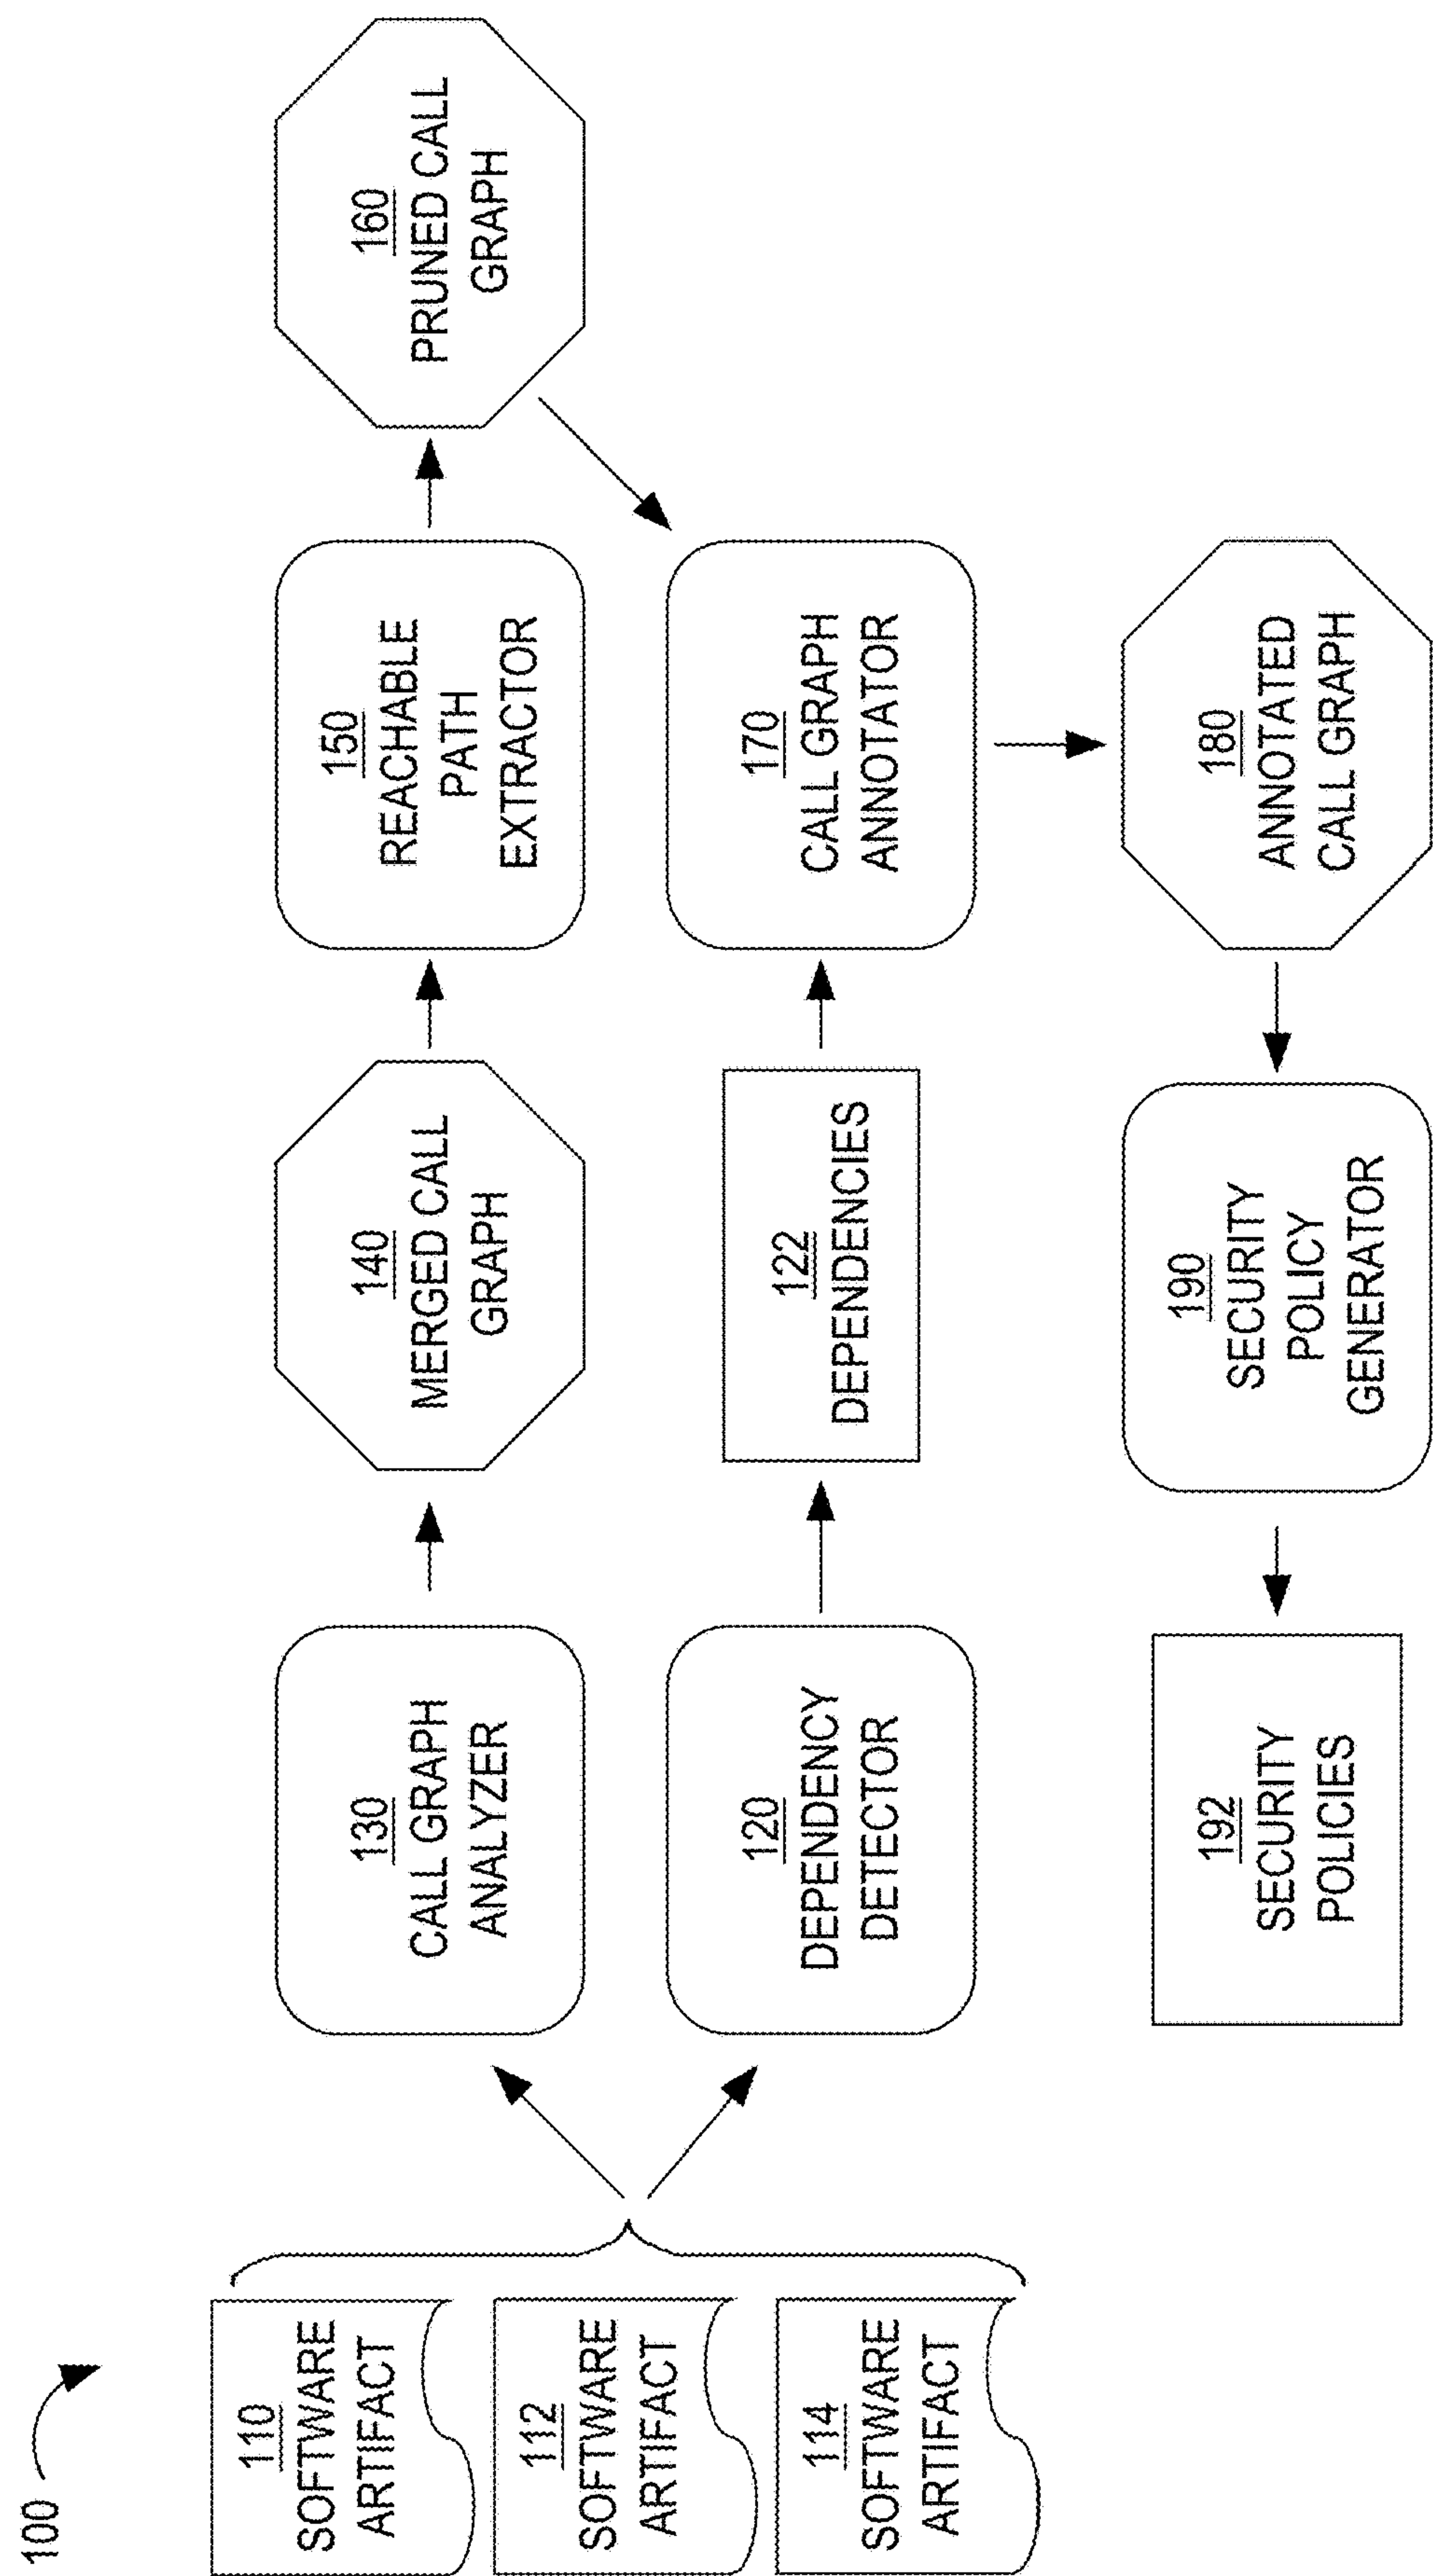 100
110
SOFTWARE
ARTIFACT
112
SOFTWARE
ARTIFACT
114
SOFTWARE
ARTIFACT
130
CALL GRAPH
ANALYZER
140
MERGED CALL
GRAPH
150
REACHABLE
PATH
EXTRACTOR
160
PRUNED CALL
GRAPH
120
DEPENDENCY
DETECTOR
122
DEPENDENCIES
170
CALL GRAPH
ANNOTATOR
192
SECURITY
POLICIES
190
SECURITY
POLICY
GENERATOR
180
ANNOTATED
CALL GRAPH